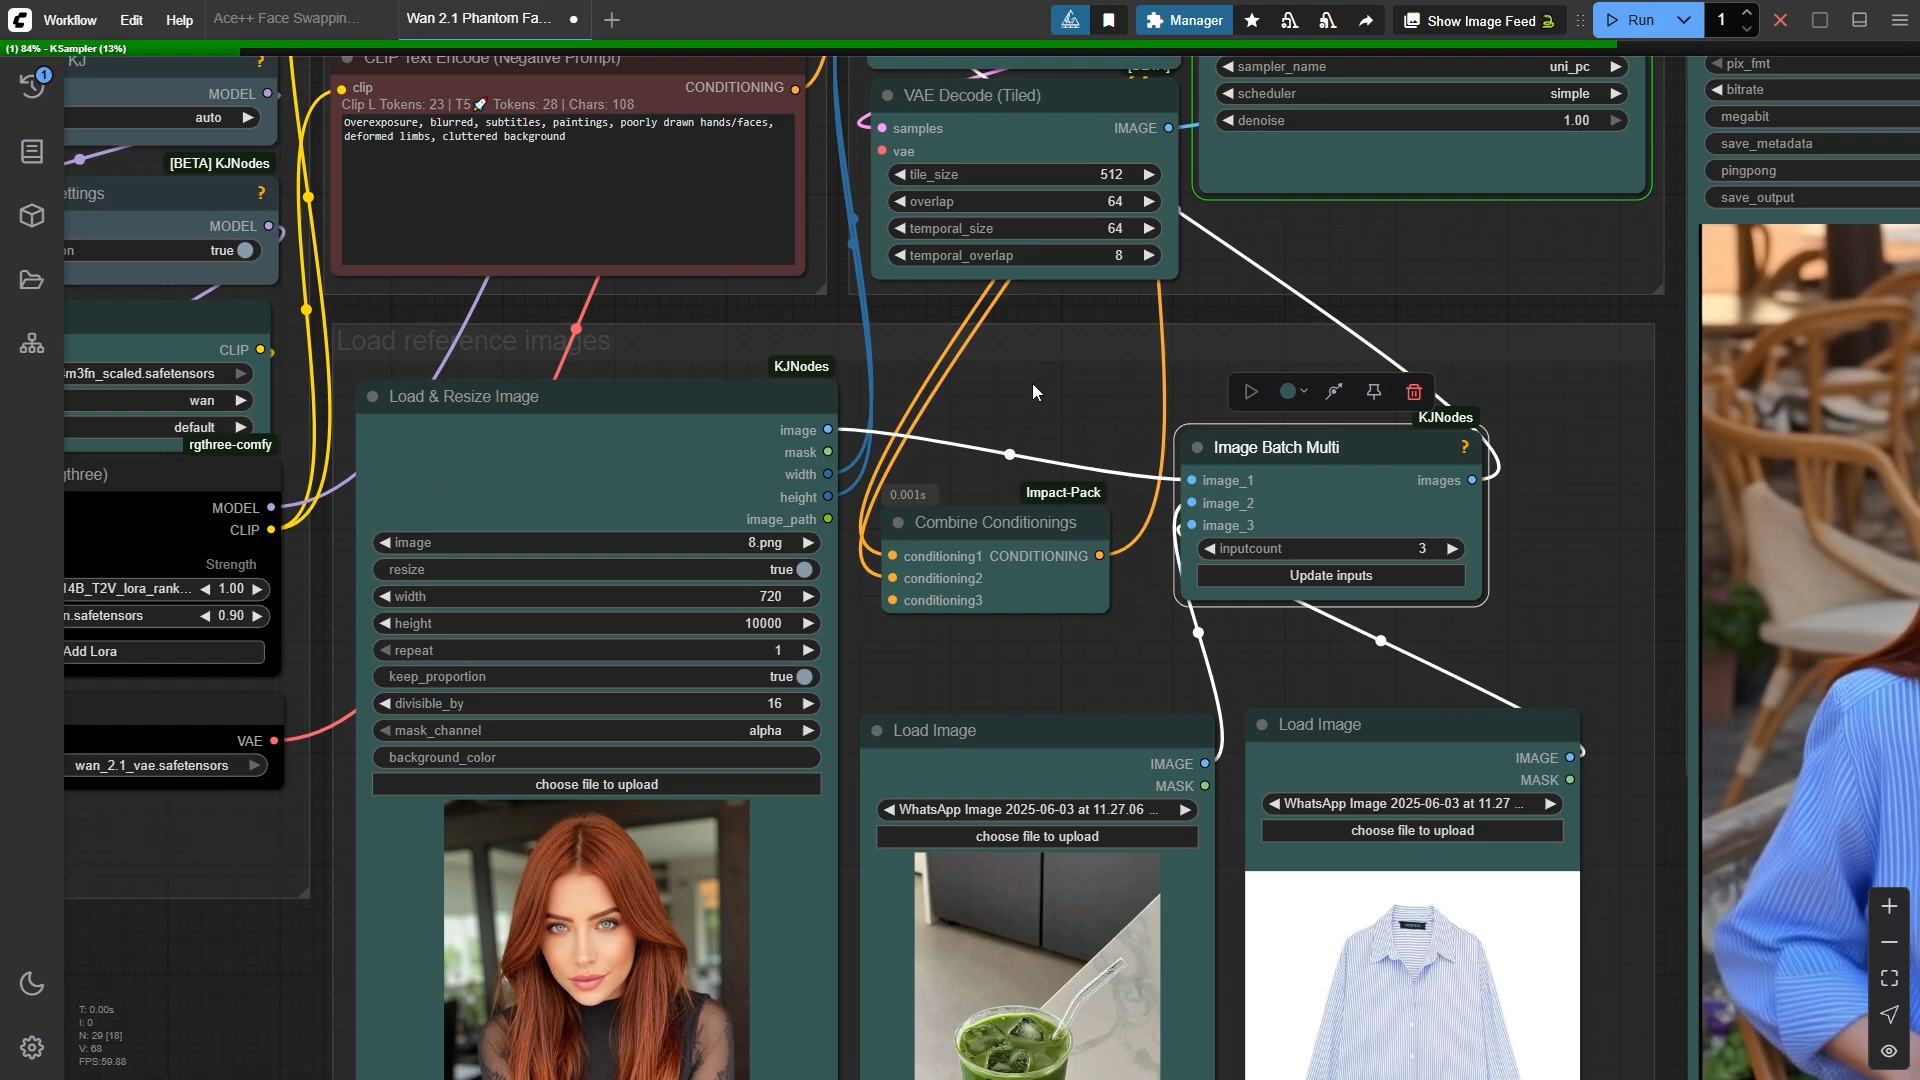 Workflow
Edit
Help
Ace++ Face Swappin...
Wan 2.1 Phantom Fa...
Manager
Show Image Feed
Run
1
(1) 84% - KSampler (13%)
1
KJ
?
MODEL
auto
[BETA] KJNodes
ettings
?
MODEL
on
true
CLIP
m3fn_scaled.safetensors
wan
default
rgthree-comfy
gthree)
MODEL
CLIP
Strength
14B_T2V_lora_rank...
1.00
n.safetensors
0.90
Add Lora
VAE
wan_2.1_vae.safetensors
CLIP Text Encode (Negative Prompt)
clip
CONDITIONING
Clip L Tokens: 23 | T5 Tokens: 28 | Chars: 108
Overexposure, blurred, subtitles, paintings, poorly drawn hands/faces,
deformed limbs, cluttered background
VAE Decode (Tiled)
samples
IMAGE
vae
tile_size
512
overlap
64
temporal_size
64
temporal_overlap
8
sampler_name
uni_pc
scheduler
simple
denoise
1.00
pix_fmt
bitrate
megabit
save_metadata
pingpong
save_output
Load reference images
KJNodes
Load & Resize Image
image
mask
width
height
image_path
image
8.png
resize
true
width
720
height
10000
repeat
1
keep_proportion
true
divisible_by
16
mask_channel
alpha
background_color
choose file to upload
0.001s
Impact-Pack
Combine Conditionings
conditioning1
CONDITIONING
conditioning2
conditioning3
KJNodes
Image Batch Multi
?
image_1
images
image_2
image_3
inputcount
3
Update inputs
Load Image
IMAGE
MASK
WhatsApp Image 2025-06-03 at 11.27.06 ...
choose file to upload
Load Image
IMAGE
MASK
WhatsApp Image 2025-06-03 at 11.27 ...
choose file to upload
T: 0.00s
I: 0
N: 29 [18]
V: 68
FPS:59.88